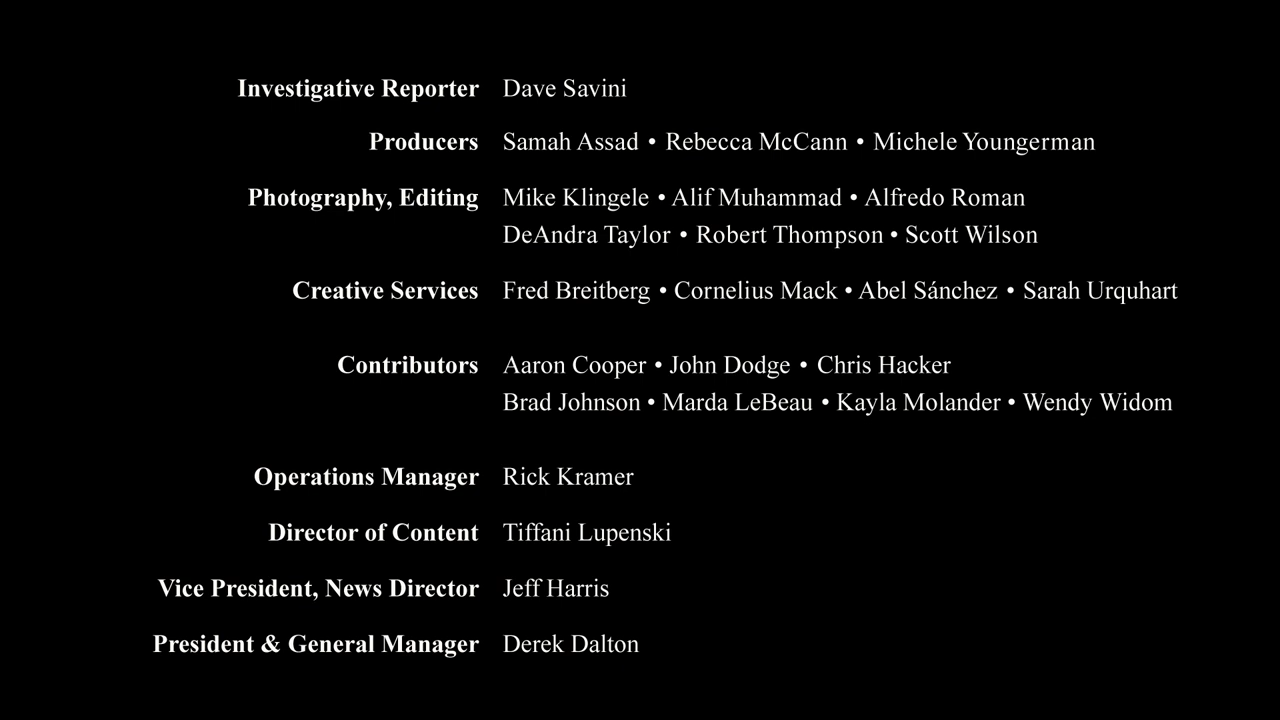 Investigative Reporter Dave Savini
Producers Samah Assad • Rebecca McCann • Michele Youngerman
Photography, Editing Mike Klingele • Alif Muhammad • Alfredo Roman
DeAndra Taylor • Robert Thompson • Scott Wilson
Creative Services Fred Breitberg • Cornelius Mack • Abel Sánchez • Sarah Urquhart
Contributors Aaron Cooper • John Dodge • Chris Hacker
Brad Johnson • Marda LeBeau • Kayla Molander • Wendy Widom
Operations Manager Rick Kramer
Director of Content Tiffani Lupenski
Vice President, News Director Jeff Harris
President & General Manager Derek Dalton